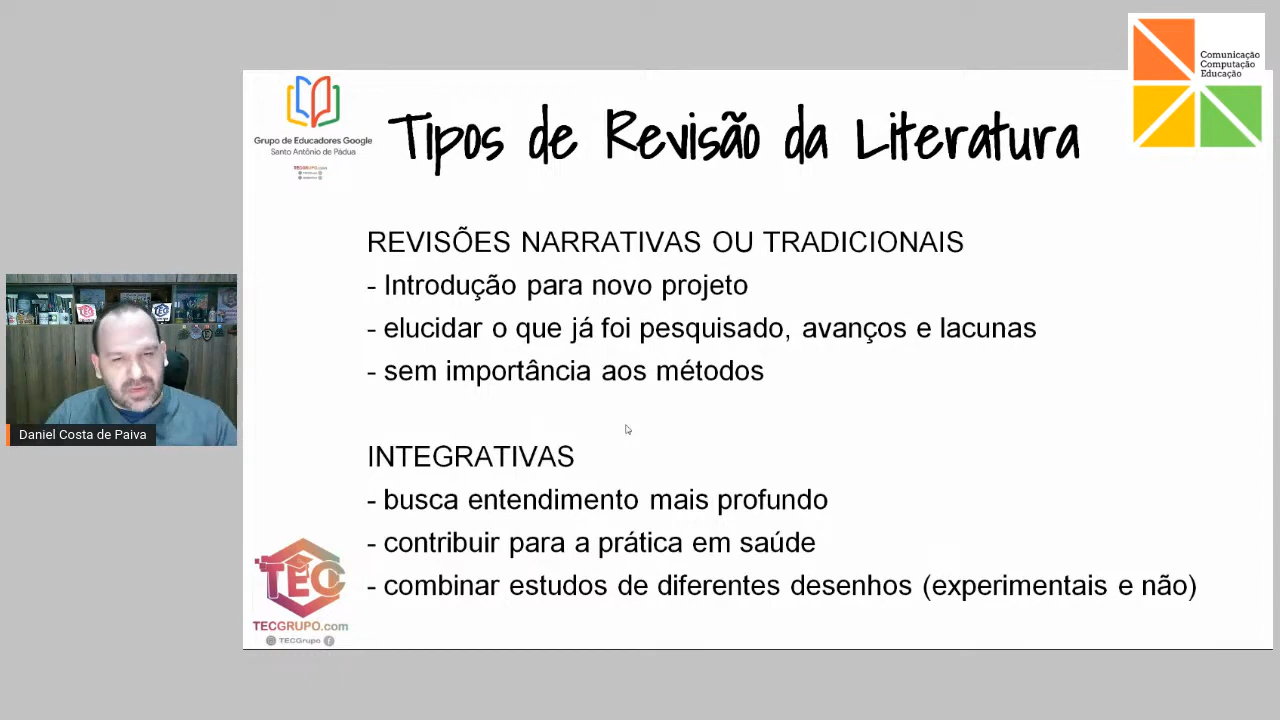 Comunicação
Computação
Educação
Grupo de Educadores Google
Santo Antônio de Pádua
TECGRUPO.com
Tipos de Revisão da Literatura
REVISÕES NARRATIVAS OU TRADICIONAIS
- Introdução para novo projeto
- elucidar o que já foi pesquisado, avanços e lacunas
- sem importância aos métodos
TEC
Daniel Costa de Paiva
INTEGRATIVAS
- busca entendimento mais profundo
- contribuir para a prática em saúde
- combinar estudos de diferentes desenhos (experimentais e não)
TEC
TECGRUPO.com
TECGrupo